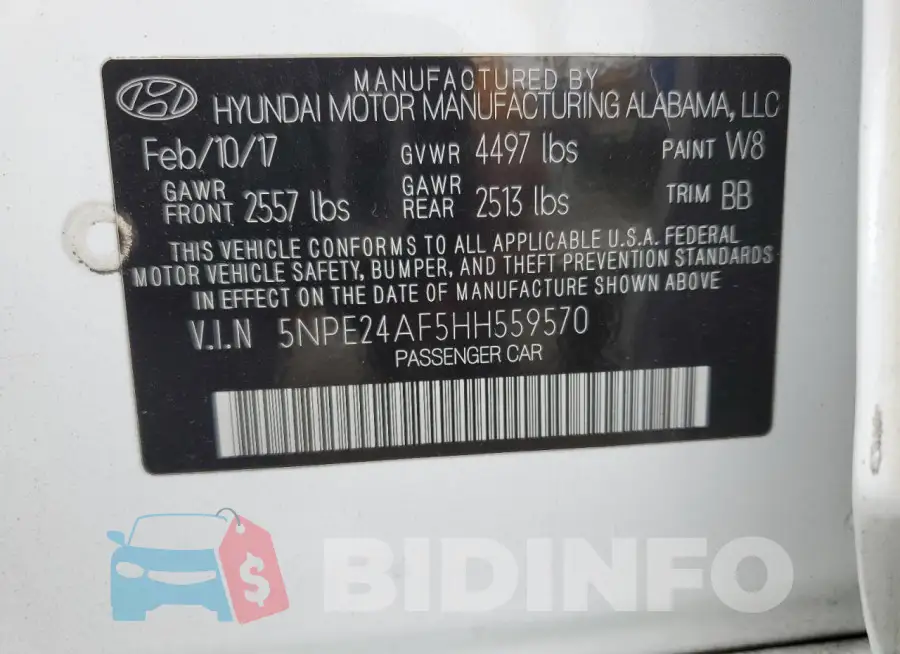 MANUFACTURED BY
HYUNDAI MOTOR MANUFACTURING ALABAMA, LLC
Feb/10/17 GVWR 4497 lbs PAINT W8
GAWR FRONT 2557 lbs GAWR REAR 2513 lbs TRIM BB
THIS VEHICLE CONFORMS TO ALL APPLICABLE U.S.A. FEDERAL
MOTOR VEHICLE SAFETY, BUMPER, AND THEFT PREVENTION STANDARDS
IN EFFECT ON THE DATE OF MANUFACTURE SHOWN ABOVE
V.I.N 5NPE24AF5HH559570
PASSENGER CAR
$ BIDINFO